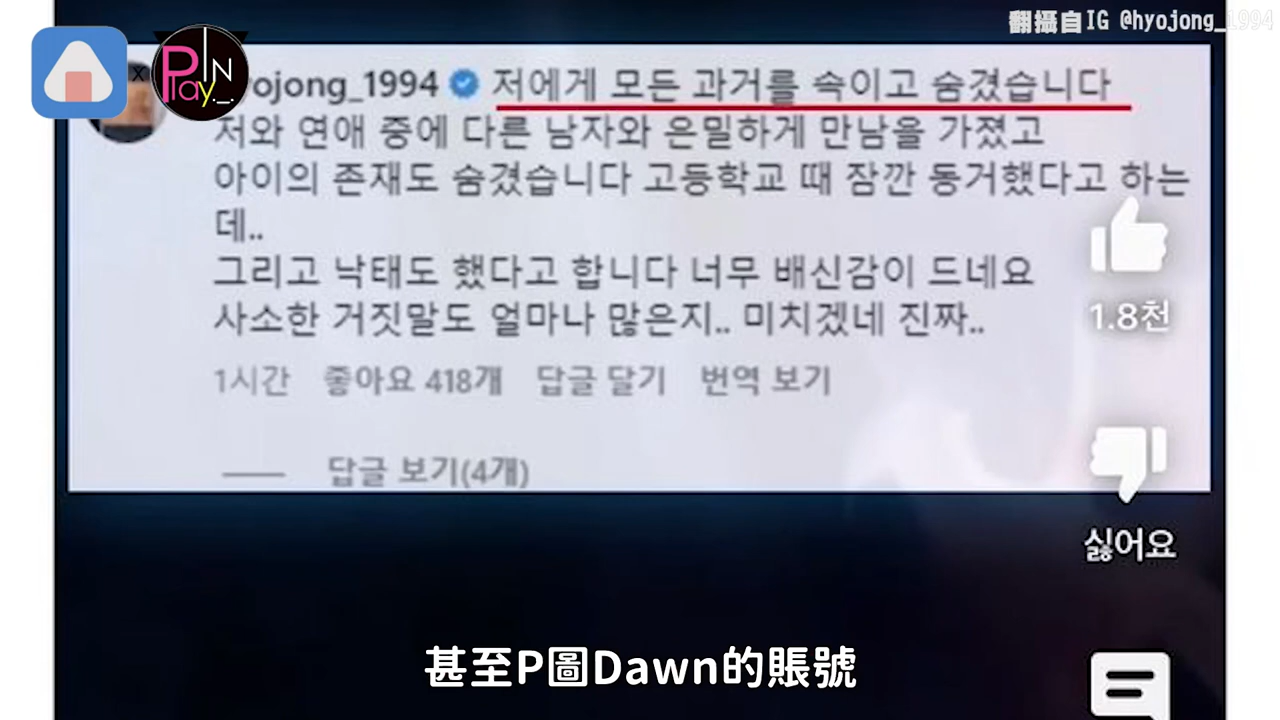 翻攝自IG @hyojong_1994
Play IN
yojong_1994 저에게 모든 과거를 속이고 숨겼습니다
저와 연애 중에 다른 남자와 은밀하게 만남을 가졌고
아이의 존재도 숨겼습니다 고등학교 때 잠깐 동거했다고 하는
데..
그리고 낙태도 했다고 합니다 너무 배신감이 드네요
사소한 거짓말도 얼마나 많은지.. 미치겠네 진짜..
1시간 좋아요 418개 답글 달기 번역 보기
답글 보기(4개)
1.8천
싫어요
甚至P圖Dawn的賬號